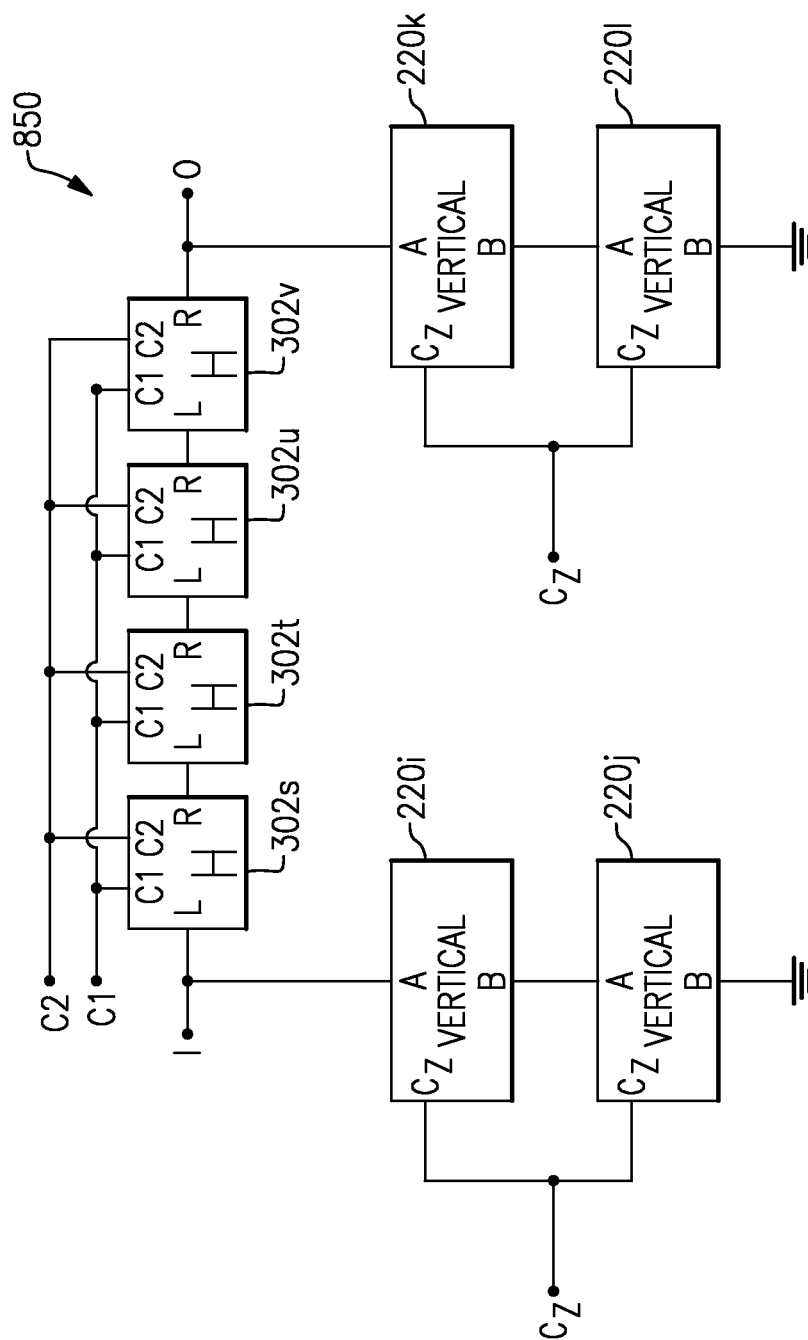 850
C2
C1
I
O
C1 C2
L R
H
302s
C1 C2
L R
H
302t
C1 C2
L R
H
302u
C1 C2
L R
H
302v
220i
A
CZ VERTICAL
B
220j
A
CZ VERTICAL
B
CZ
220k
A
CZ VERTICAL
B
220l
A
CZ VERTICAL
B
CZ